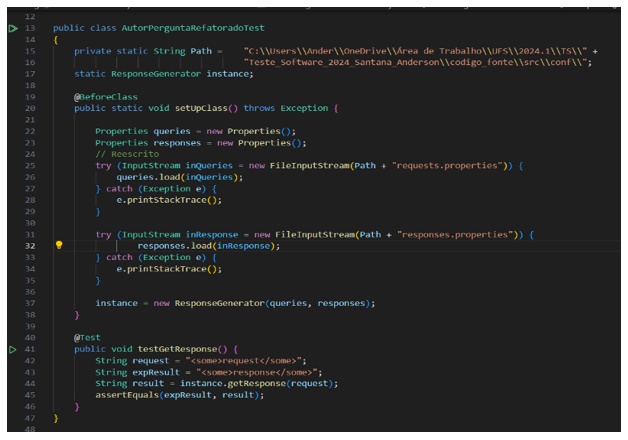 12
13 public class AutorPerguntaRefatoradoTest
14 {
15 private static String Path = "C:\\Users\\Ander\\OneDrive\\Área de Trabalho\\UFS\\2024.1\\TS\\" +
16 "Teste_Software_2024_Santana_Anderson\\codigo_fonte\\src\\conf\\";
17 static ResponseGenerator instance;
18
19 @BeforeClass
20 public static void setUpClass() throws Exception {
21
22 Properties queries = new Properties();
23 Properties responses = new Properties();
24 // Reescrito
25 try (InputStream inQueries = new FileInputStream(Path + "requests.properties")) {
26 queries.load(inQueries);
27 } catch (Exception e) {
28 e.printStackTrace();
29 }
30
31 try (InputStream inResponse = new FileInputStream(Path + "responses.properties")) {
32 responses.load(inResponse);
33 } catch (Exception e) {
34 e.printStackTrace();
35 }
36
37 instance = new ResponseGenerator(queries, responses);
38 }
39
40 @Test
41 public void testGetResponse() {
42 String request = "<some>request</some>";
43 String expResult = "<some>response</some>";
44 String result = instance.getResponse(request);
45 assertEquals(expResult, result);
46 }
47 }
48